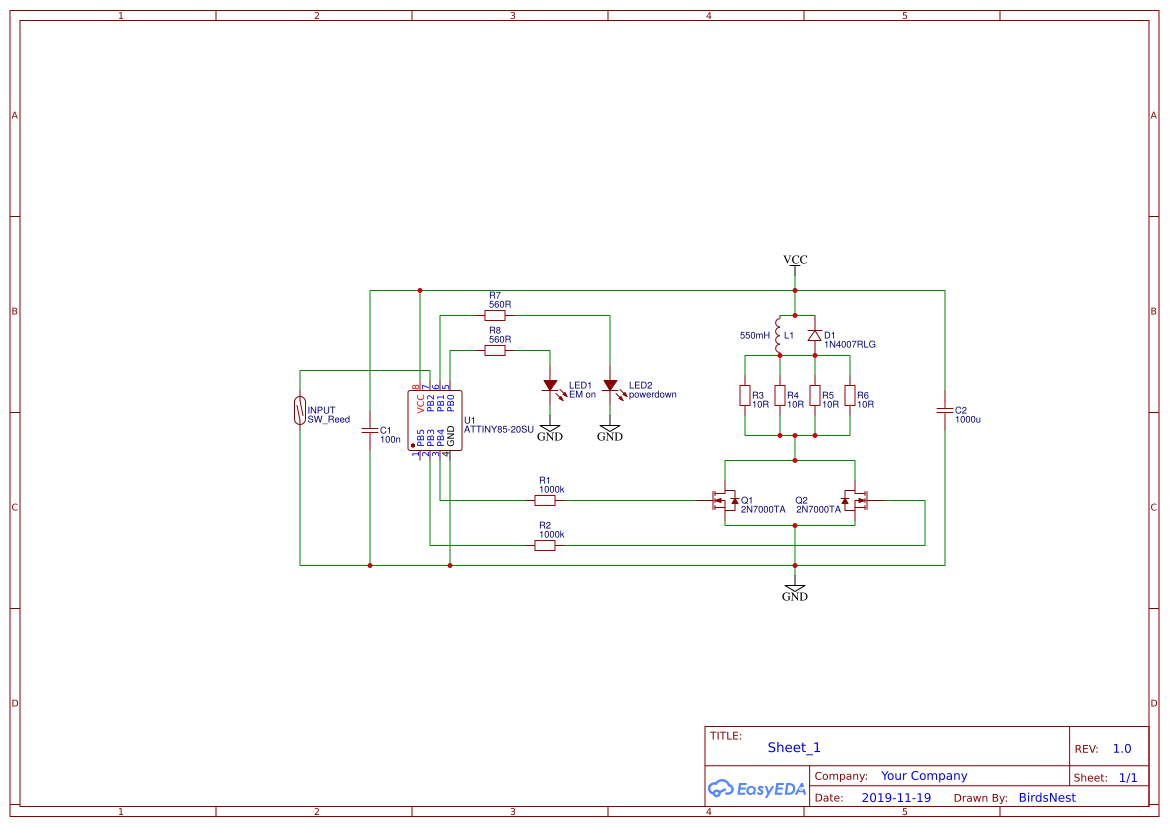 1 2 3 4 5
A A
VCC
B B
R7
560R
R8
560R
550mH L1
D1
1N4007RLG
LED1
EM on
LED2
powerdown
R3
10R
R4
10R
R5
10R
R6
10R
INPUT
SW_Reed
C1
100n
8 7 6 5
VCC PB2 PB1 PB0
PB5 PB3 PB4 GND
1 2 3 4
U1
ATTINY85-20SU
GND GND
C2
1000u
R1
1000k
Q1
2N7000TA
Q2
2N7000TA
C C
R2
1000k
GND
D D
TITLE:
Sheet_1
REV: 1.0
EasyEDA
Company: Your Company
Sheet: 1/1
Date: 2019-11-19 Drawn By: BirdsNest
1 2 3 4 5